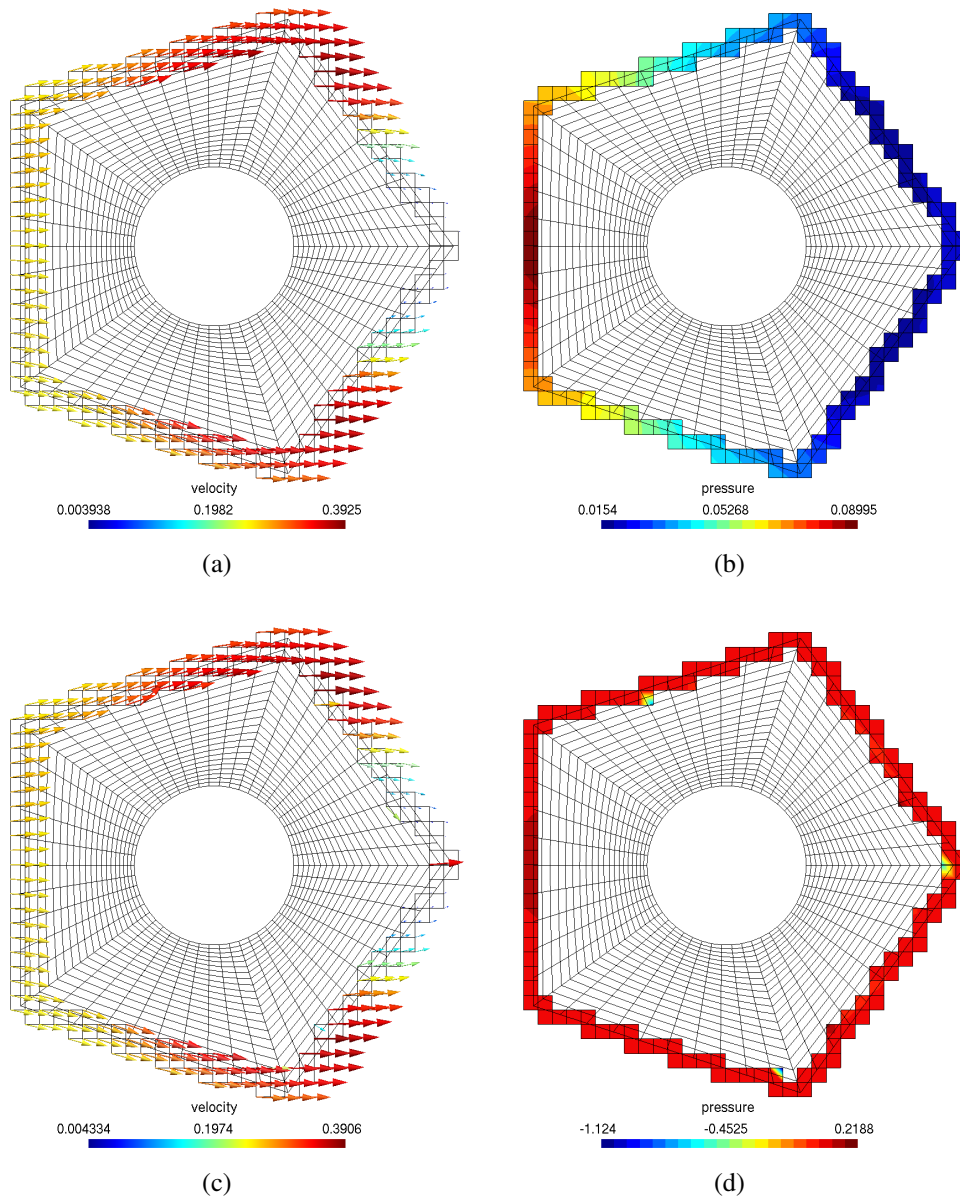 velocity
0.003938 0.1982 0.3925
(a)
pressure
0.0154 0.05268 0.08995
(b)
velocity
0.004334 0.1974 0.3906
(c)
pressure
-1.124 -0.4525 0.2188
(d)